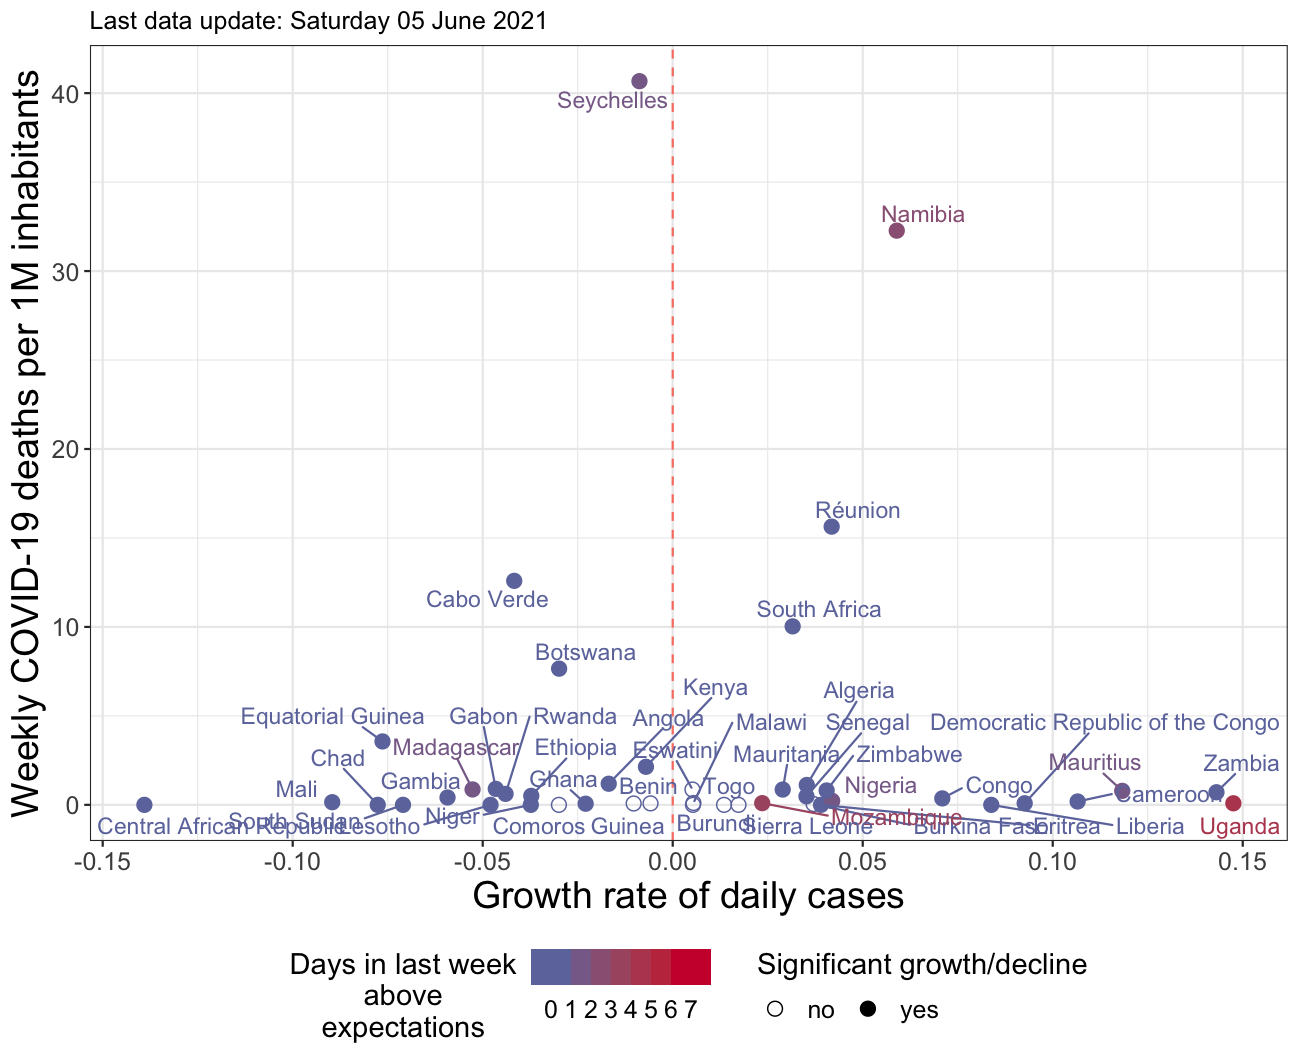 Last data update: Saturday 05 June 2021
Weekly COVID-19 deaths per 1M inhabitants
40
30
20
10
0
Seychelles
Namibia
Réunion
Cabo Verde
South Africa
Botswana
Kenya
Algeria
Equatorial Guinea
Gabon
Rwanda
Angola
Malawi
Senegal
Democratic Republic of the Congo
Madagascar
Ethiopia
Eswatini
Mauritania
Zimbabwe
Chad
Mauritius
Zambia
Mali
Gambia
Ghana
Benin
Togo
Nigeria
Congo
Cameroon
Central African Republic
South Sudan
Lesotho
Niger
Comoros
Guinea
Burundi
Sierra Leone
Mozambique
Burkina Faso
Eritrea
Liberia
Uganda
-0.15
-0.10
-0.05
0.00
0.05
0.10
0.15
Growth rate of daily cases
Days in last week
above
expectations
0 1 2 3 4 5 6 7
Significant growth/decline
no
yes